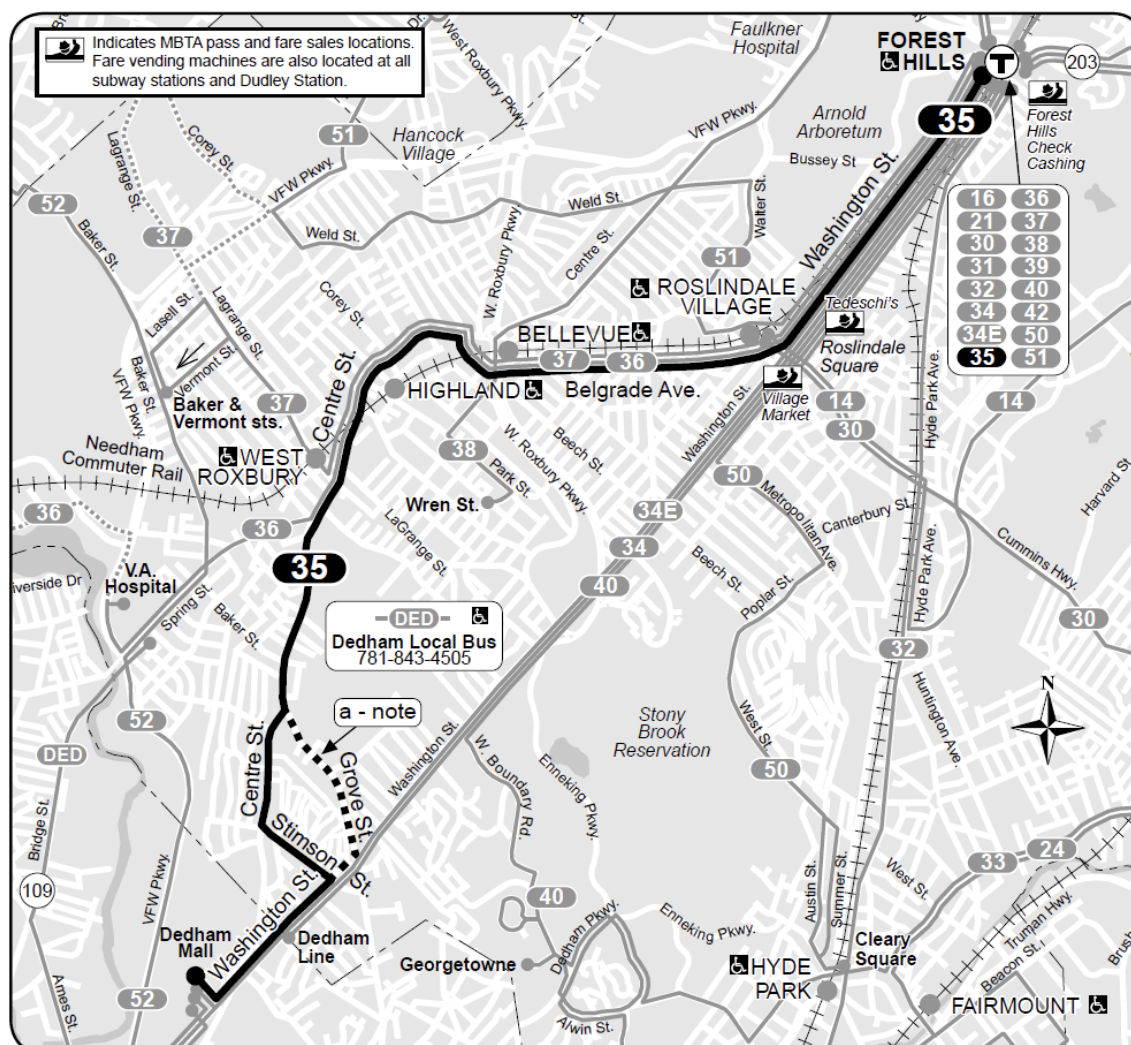 Indicates MBTA pass and fare sales locations.
Fare vending machines are also located at all
subway stations and Dudley Station.
West Roxbury Pkwy.
Faulkner
Hospital
FOREST
HILLS
T
203
Forest
Hills
Check
Cashing
35
Lagrange St.
Corey St.
51
Hancock
Village
VFW Pkwy.
Arnold
Arboretum
Bussey St
Washington St.
16 36
21 37
30 38
31 39
32 40
34 42
34E 50
35 51
52
Baker St.
37
VFW Pkwy.
Weld St.
Weld St.
W. Roxbury Pkwy.
Centre St.
Walter St.
51
Lasell St.
Lagrange St.
Corey St.
ROSLINDALE
VILLAGE
Tedeschi's
Roslindale
Square
BELLEVUE
37
36
Belgrade Ave.
Vermont St.
Baker St.
VFW Pkwy.
Baker &
Vermont sts.
37
Centre St.
HIGHLAND
Village
Market
14
30
14
Hyde Park Ave.
Needham
Commuter Rail
WEST
ROXBURY
38
Park St.
Wren St.
W. Roxbury Pkwy.
Beech St.
Washington St.
50
Metropolitan Ave.
Canterbury St.
Harvard St.
36
36
LaGrange St.
34E
34
40
Beech St.
Poplar St.
Hyde Park Ave.
Cummins Hwy.
30
iverside Dr
V.A.
Hospital
35
Spring St.
Baker St.
DED
Dedham Local Bus
781-843-4505
32
Huntington Ave.
N
52
a - note
Centre St.
Grove St.
Washington St.
Stony
Brook
Reservation
West St.
50
DED
Bridge St.
Stimson St.
W. Boundary
Rd.
Enneking Pkwy.
109
VFW Pkwy.
Washington St.
Dedham
Mall
Dedham
Line
40
Georgetowne
Dedham Pkwy.
Enneking Pkwy.
Austin St.
Summer St.
West St.
33
24
Truman Hwy.
Beacon St.
Brush
Cleary
Square
HYDE
PARK
FAIRMOUNT
Ames St.
52
Alwin St.